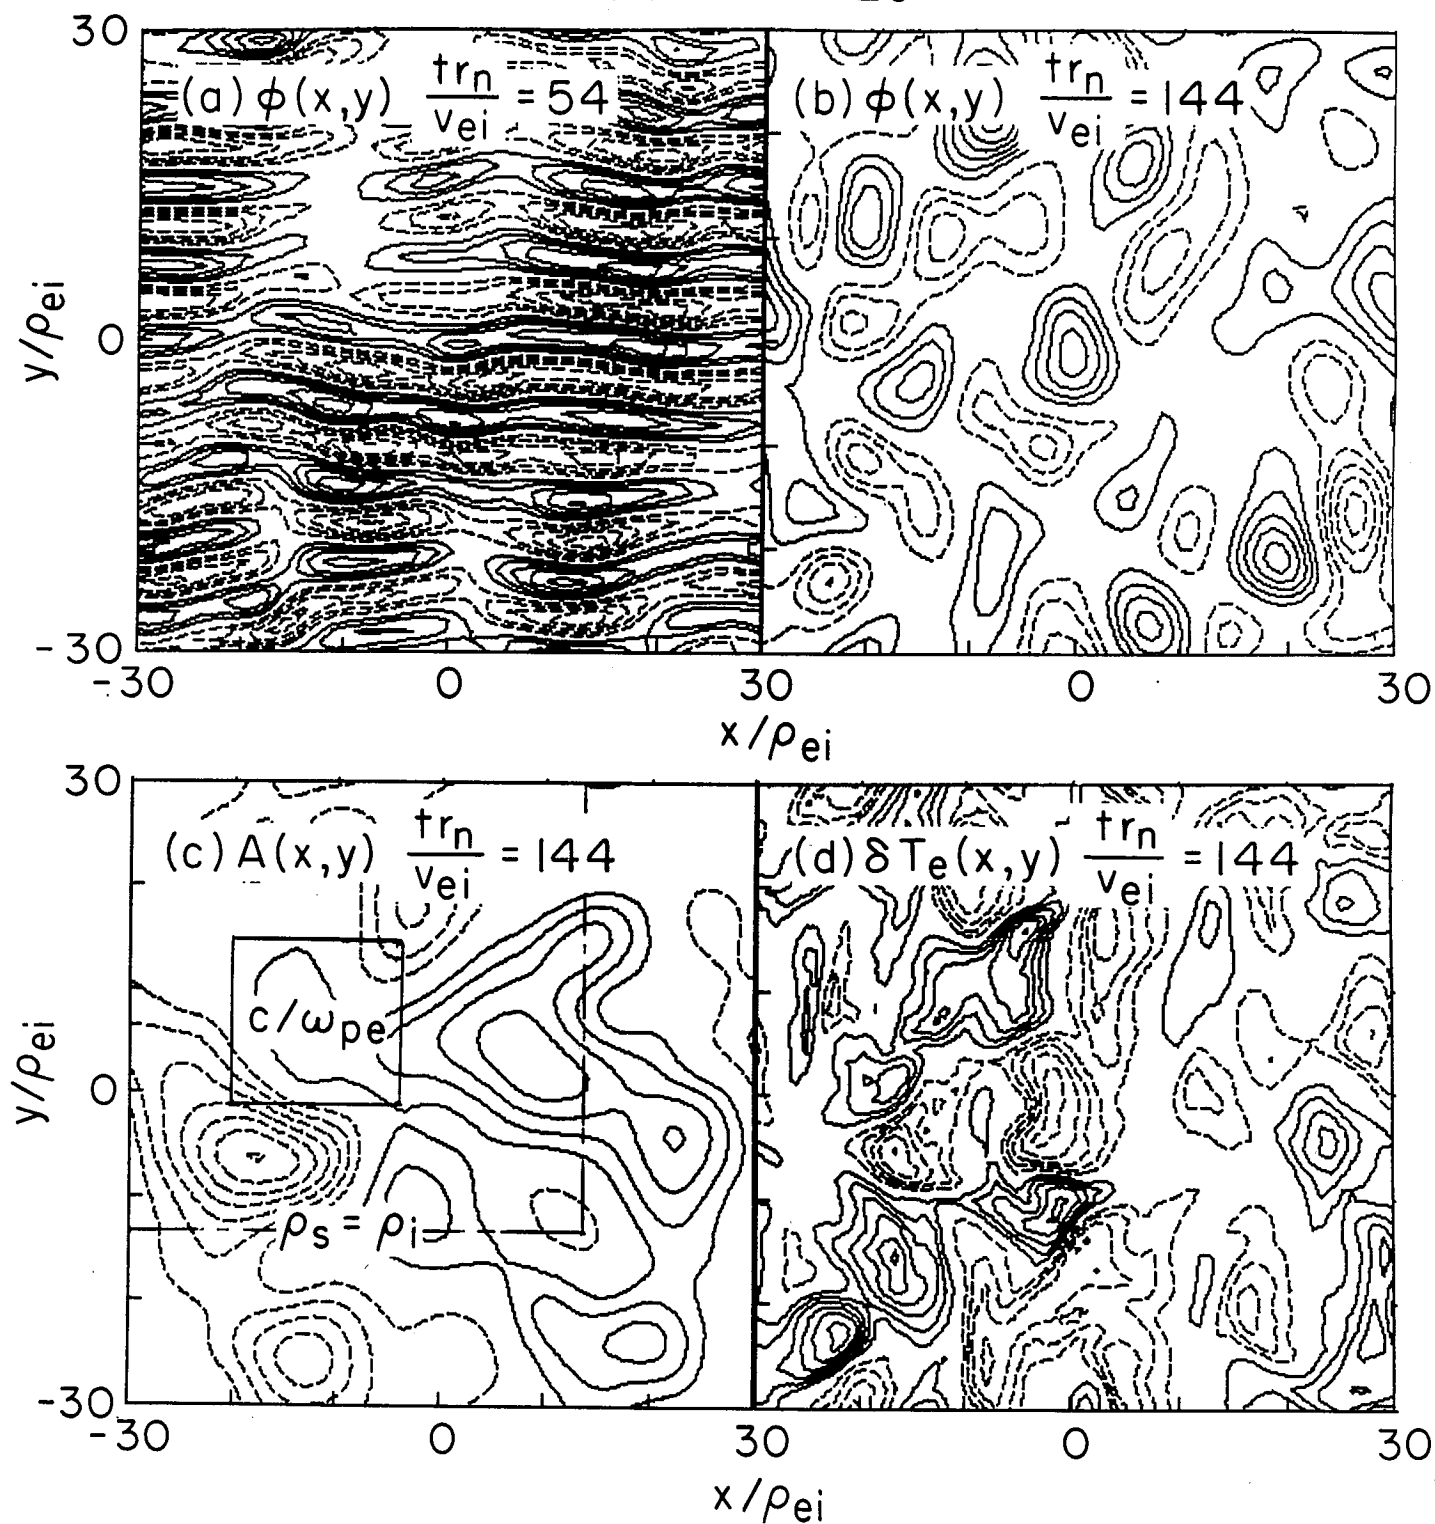 30
(a) φ(x,y) tr_n/v_ei = 54
(b) φ(x,y) tr_n/v_ei = 144
y/ρ_ei
0
-30
-30 0 30 0 30
x/ρ_ei
30
(c) A(x,y) tr_n/v_ei = 144
(d) δT_e(x,y) tr_n/v_ei = 144
c/ω_pe
y/ρ_ei
0
ρ_s = ρ_i
-30
-30 0 30 0 30
x/ρ_ei